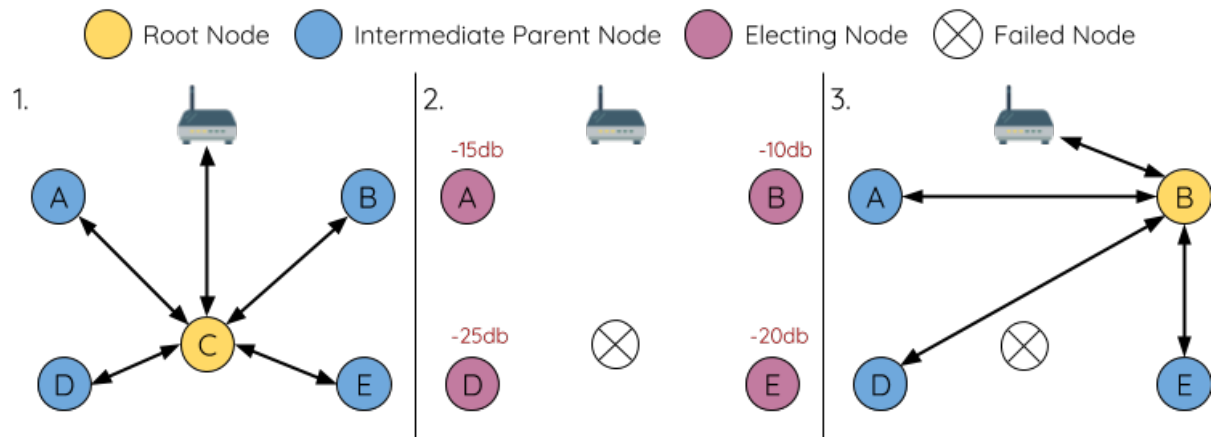 Root Node Intermediate Parent Node Electing Node Failed Node
1. 2. 3.
-15db -10db
A B A B A B
-25db -20db
C
D E D E D E